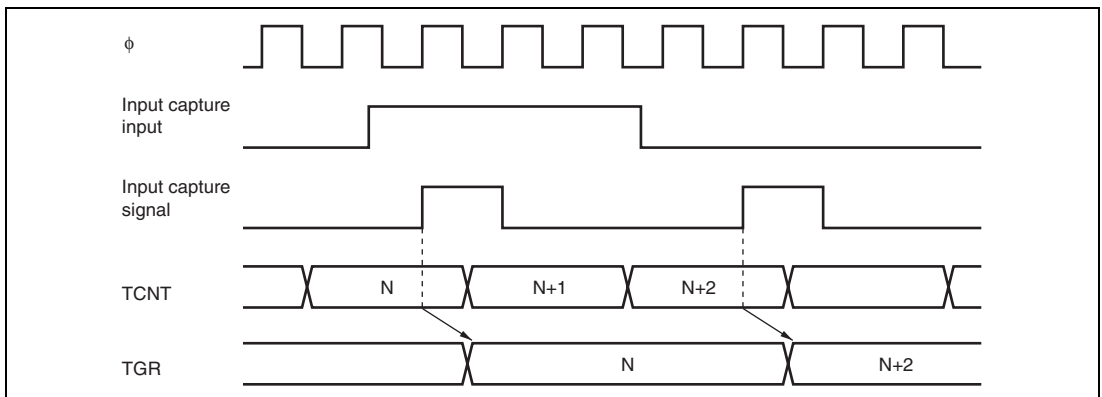 ϕ
Input capture
input
Input capture
signal
TCNT
N
N+1
N+2
TGR
N
N+2